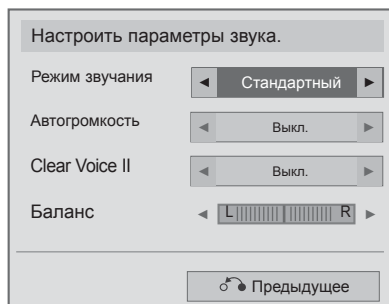 Настроить параметры звука.
Режим звучания ◄ Стандартный ►
Автогромкость ◄ Выкл. ►
Clear Voice II ◄ Выкл. ►
Баланс ◄ L R ►
Предыдущее